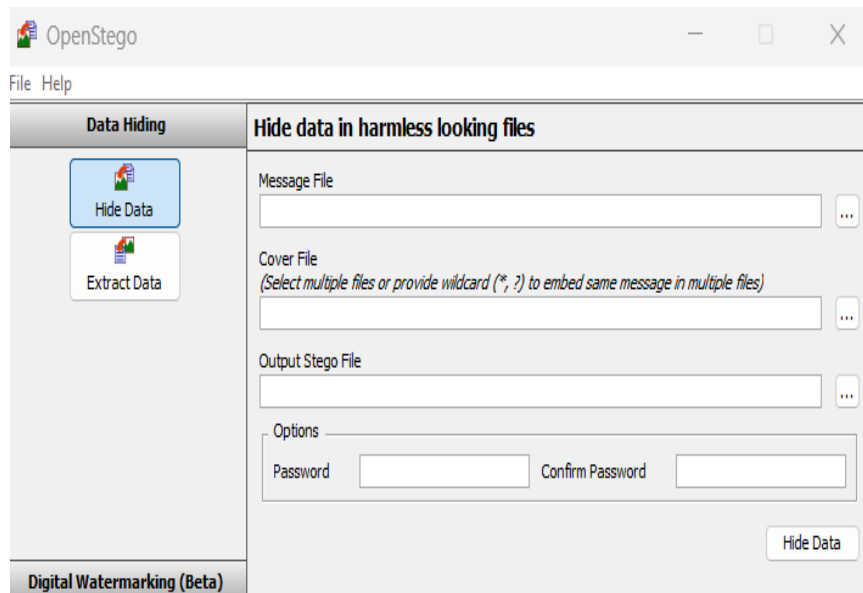 OpenStego
File Help
Data Hiding
Hide Data
Extract Data
Digital Watermarking (Beta)
Hide data in harmless looking files
Message File
...
Cover File
(Select multiple files or provide wildcard (*, ?) to embed same message in multiple files)
...
Output Stego File
...
Options
Password Confirm Password
Hide Data